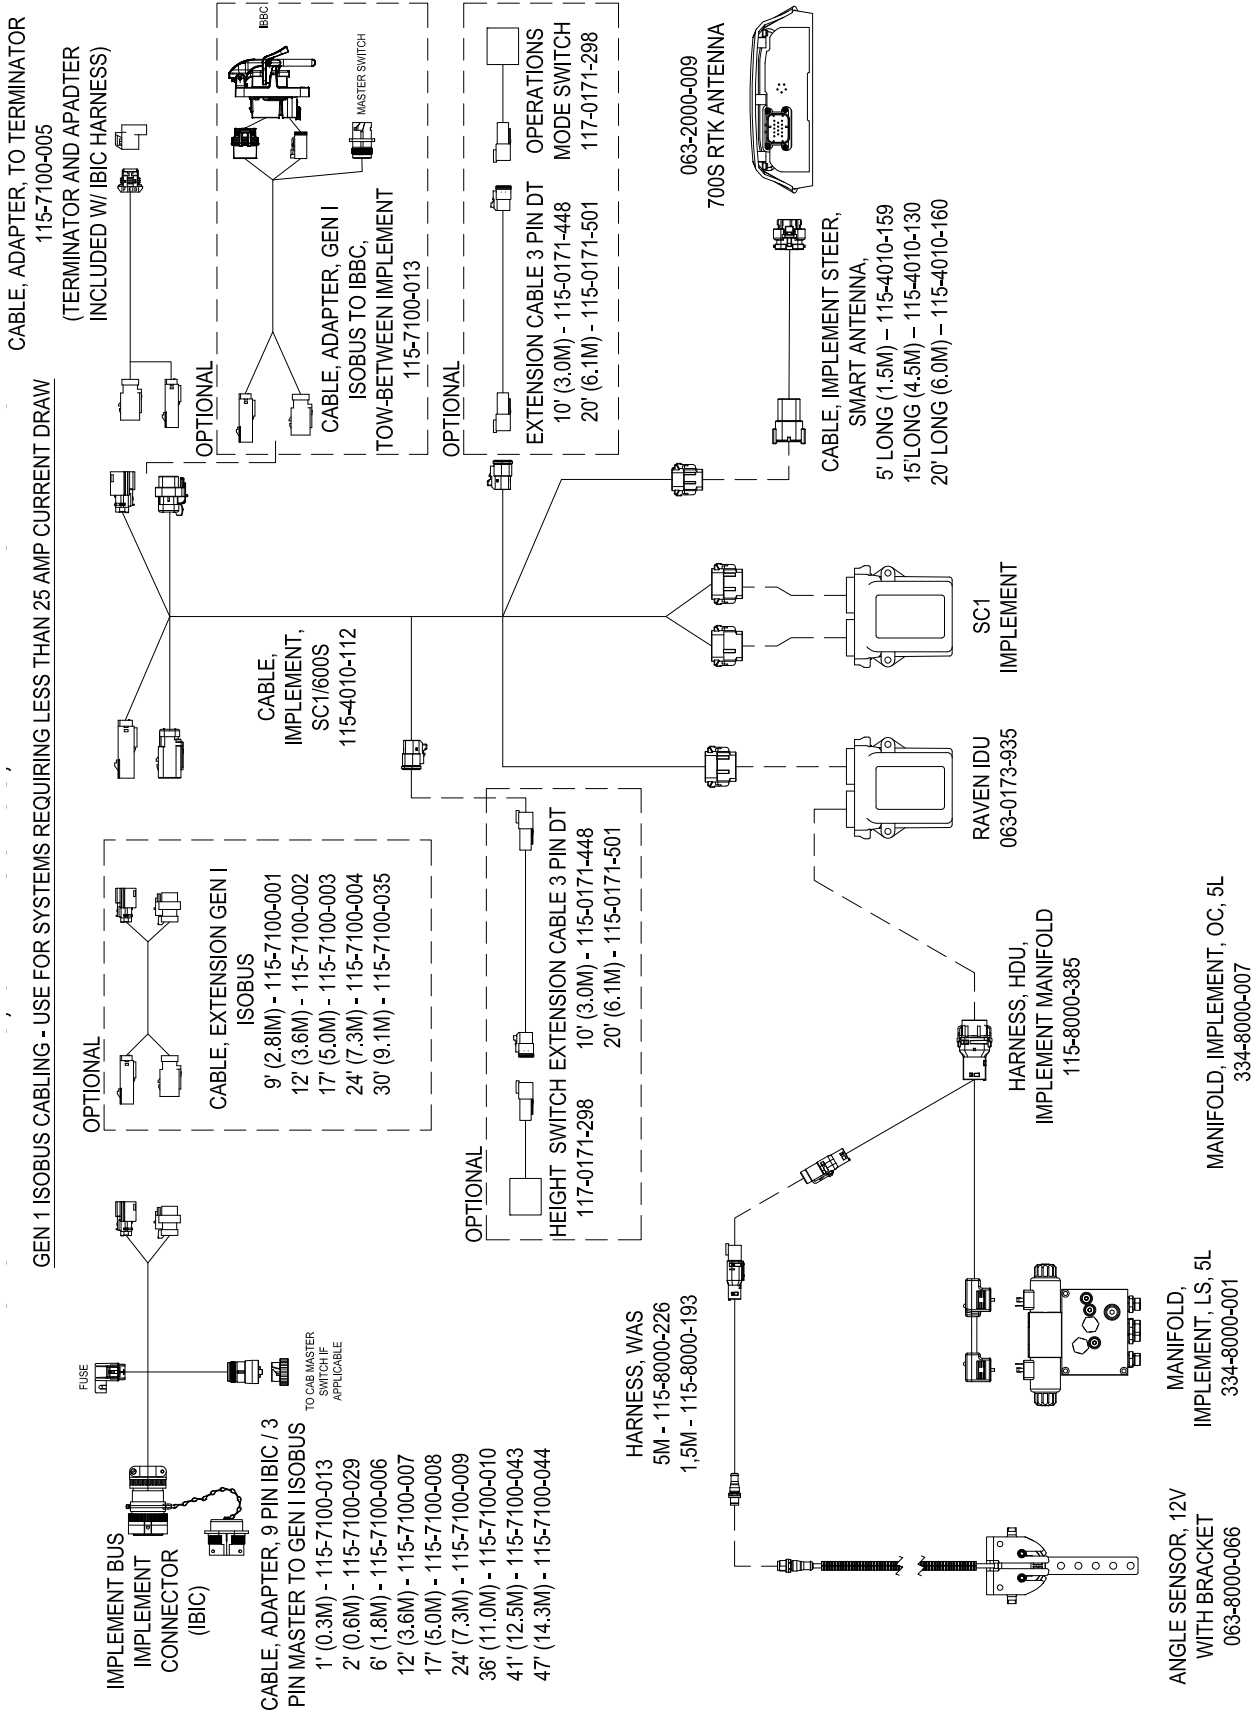 GEN 1 ISOBUS CABLING - USE FOR SYSTEMS REQUIRING LESS THAN 25 AMP CURRENT DRAW
IMPLEMENT BUS
IMPLEMENT
CONNECTOR
(IBIC)
FUSE
TO CAB MASTER
SWITCH IF
APPLICABLE
CABLE, ADAPTER, 9 PIN IBIC / 3
PIN MASTER TO GEN I ISOBUS
1' (0.3M) - 115-7100-013
2' (0.6M) - 115-7100-029
6' (1.8M) - 115-7100-006
12' (3.6M) - 115-7100-007
17' (5.0M) - 115-7100-008
24' (7.3M) - 115-7100-009
36' (11.0M) - 115-7100-010
41' (12.5M) - 115-7100-043
47' (14.3M) - 115-7100-044
OPTIONAL
CABLE, EXTENSION GEN I
ISOBUS
9' (2.8IM) - 115-7100-001
12' (3.6M) - 115-7100-002
17' (5.0M) - 115-7100-003
24' (7.3M) - 115-7100-004
30' (9.1M) - 115-7100-035
CABLE,
IMPLEMENT,
SC1/600S
115-4010-112
CABLE, ADAPTER, TO TERMINATOR
115-7100-005
(TERMINATOR AND APADTER
INCLUDED W/ IBIC HARNESS)
OPTIONAL
IBBC
MASTER SWITCH
CABLE, ADAPTER, GEN I
ISOBUS TO IBBC,
TOW-BETWEEN IMPLEMENT
115-7100-013
OPTIONAL
EXTENSION CABLE 3 PIN DT
10' (3.0M) - 115-0171-448
20' (6.1M) - 115-0171-501
OPERATIONS
MODE SWITCH
117-0171-298
OPTIONAL
HEIGHT SWITCH
117-0171-298
EXTENSION CABLE 3 PIN DT
10' (3.0M) - 115-0171-448
20' (6.1M) - 115-0171-501
063-2000-009
700S RTK ANTENNA
CABLE, IMPLEMENT STEER,
SMART ANTENNA,
5' LONG (1.5M) – 115-4010-159
15'LONG (4.5M) – 115-4010-130
20' LONG (6.0M) – 115-4010-160
SC1
IMPLEMENT
RAVEN IDU
063-0173-935
HARNESS, HDU,
IMPLEMENT MANIFOLD
115-8000-385
HARNESS, WAS
5M - 115-8000-226
1,5M - 115-8000-193
ANGLE SENSOR, 12V
WITH BRACKET
063-8000-066
MANIFOLD,
IMPLEMENT, LS, 5L
334-8000-001
MANIFOLD, IMPLEMENT, OC, 5L
334-8000-007